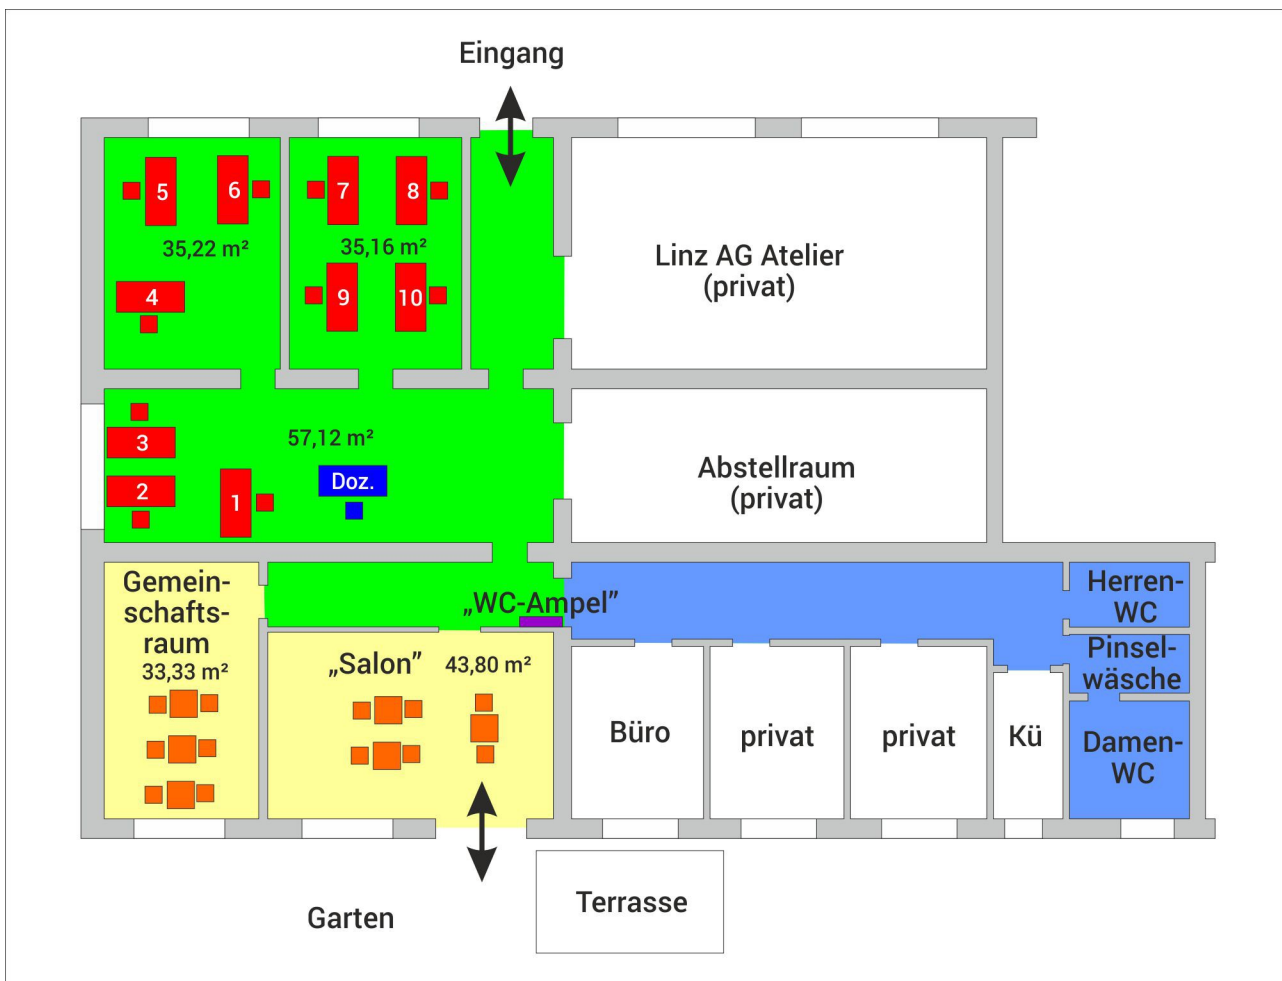 Eingang
5
6
7
8
35,22 m²
35,16 m²
Linz AG Atelier
(privat)
4
9
10
3
57,12 m²
2
1
Doz.
Abstellraum
(privat)
Gemein-
schafts-
raum
33,33 m²
„WC-Ampel”
„Salon”
43,80 m²
Herren-
WC
Pinsel-
wäsche
Damen-
WC
Büro
privat
privat
Kü
Garten
Terrasse